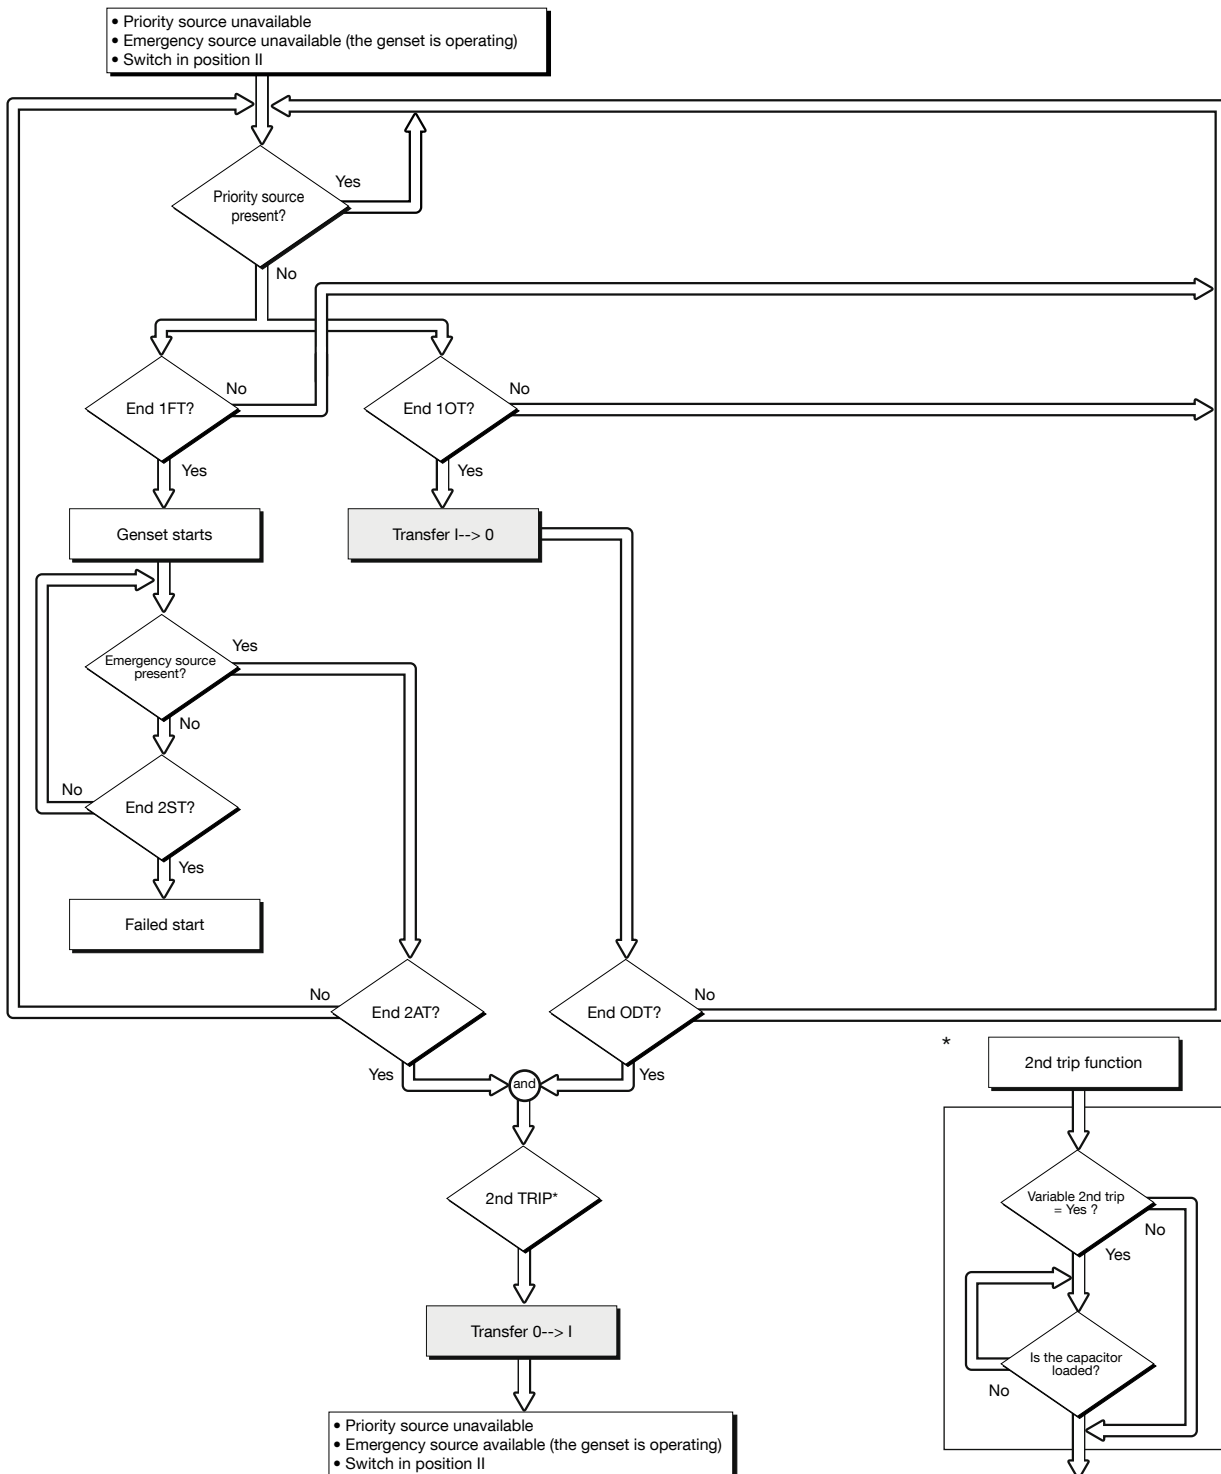 • Priority source unavailable
• Emergency source unavailable (the genset is operating)
• Switch in position II
Priority source
present?
Yes
No
End 1FT?
No
Yes
End 1OT?
No
Yes
Genset starts
Transfer I--> 0
Emergency source
present?
Yes
No
End 2ST?
No
Yes
Failed start
End 2AT?
No
Yes
End ODT?
No
Yes
and
2nd TRIP*
Transfer 0--> I
• Priority source unavailable
• Emergency source available (the genset is operating)
• Switch in position II
*
2nd trip function
Variable 2nd trip
= Yes ?
No
Yes
Is the capacitor
loaded?
No